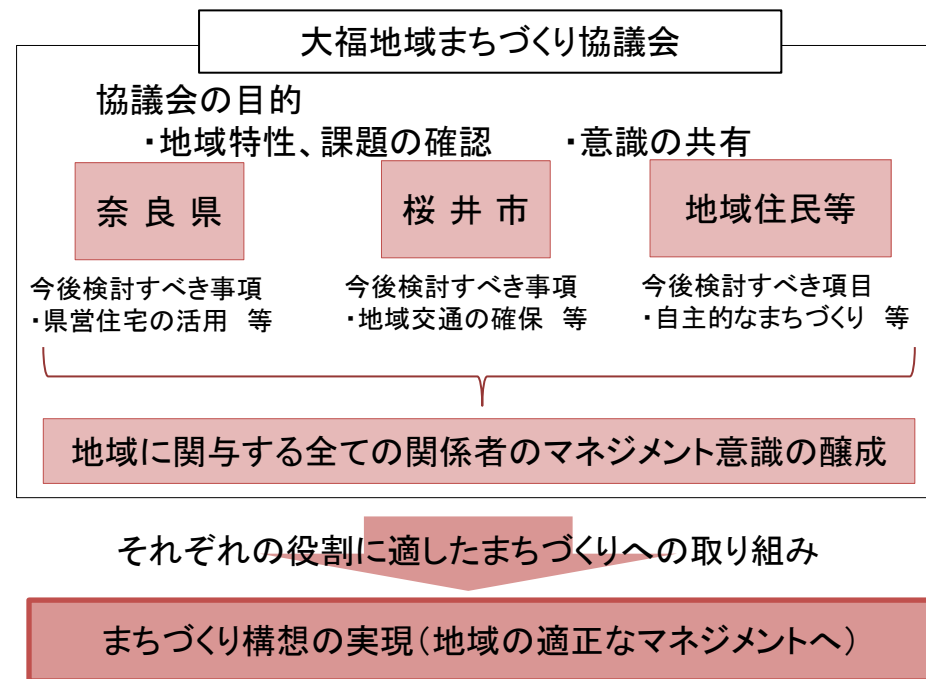 大福地域まちづくり協議会
協議会の目的
・地域特性、課題の確認　・意識の共有
奈良県　桜井市　地域住民等
今後検討すべき事項　今後検討すべき事項　今後検討すべき項目
・県営住宅の活用　等　・地域交通の確保　等　・自主的なまちづくり　等
地域に関与する全ての関係者のマネジメント意識の醸成
それぞれの役割に適したまちづくりへの取り組み
まちづくり構想の実現（地域の適正なマネジメントへ）